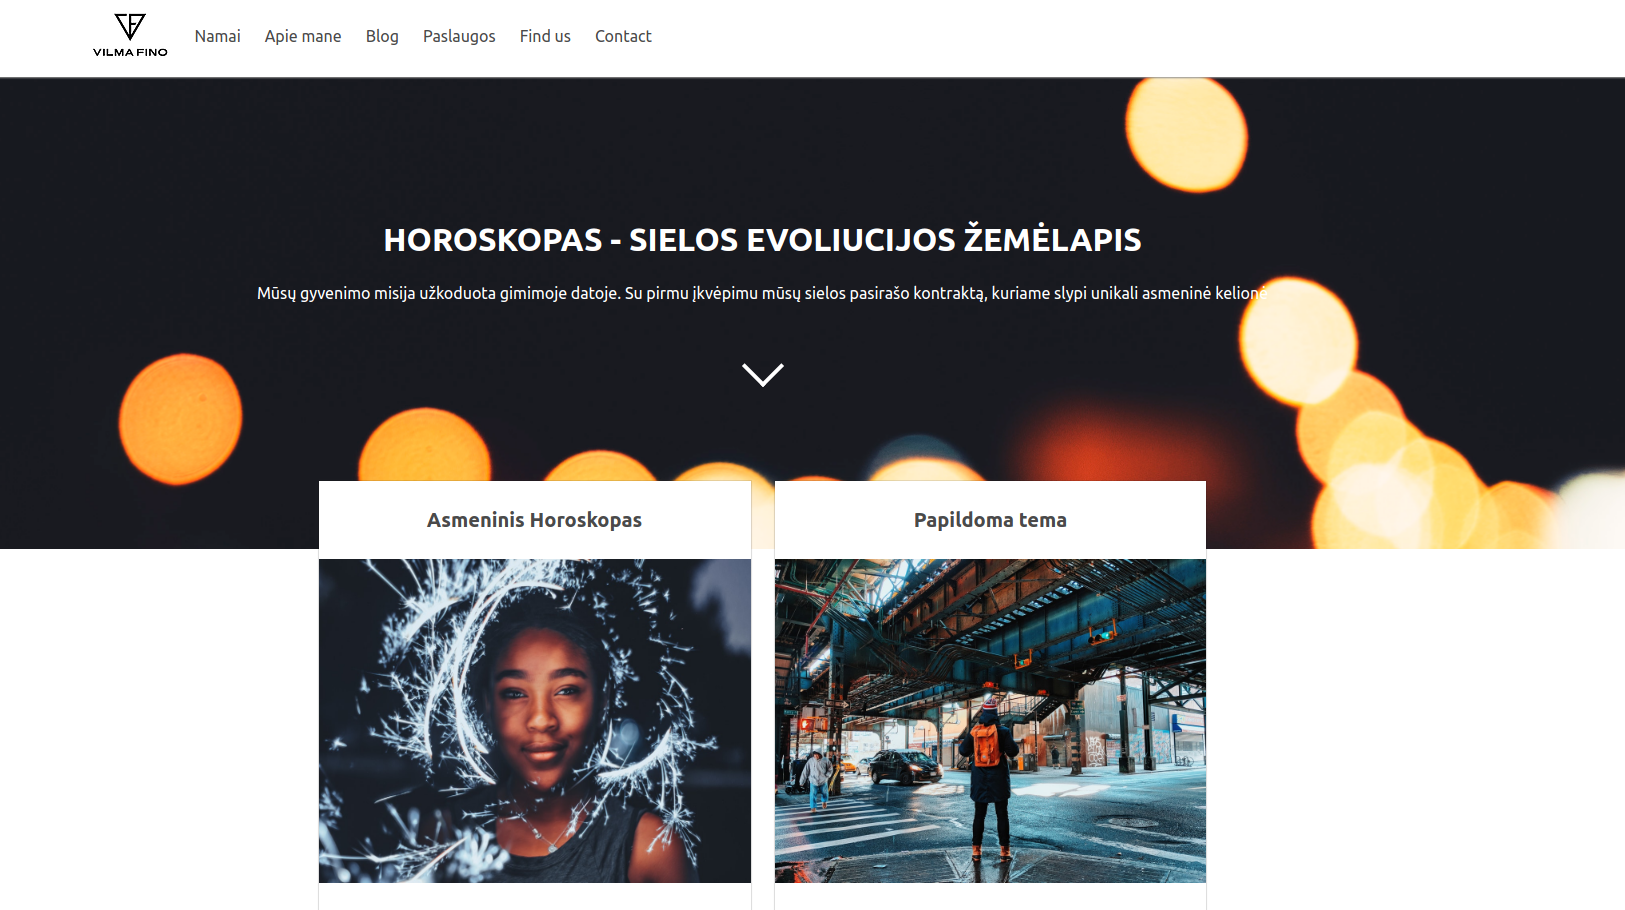 VILMA FINO
Namai Apie mane Blog Paslaugos Find us Contact
HOROSKOPAS - SIELOS EVOLIUCIJOS ŽEMĖLAPIS
Mūsų gyvenimo misija užkoduota gimimoje datoje. Su pirmu įkvėpimu mūsų sielos pasirašo kontraktą, kuriame slypi unikali asmeninė kelionė
Asmeninis Horoskopas
Papildoma tema